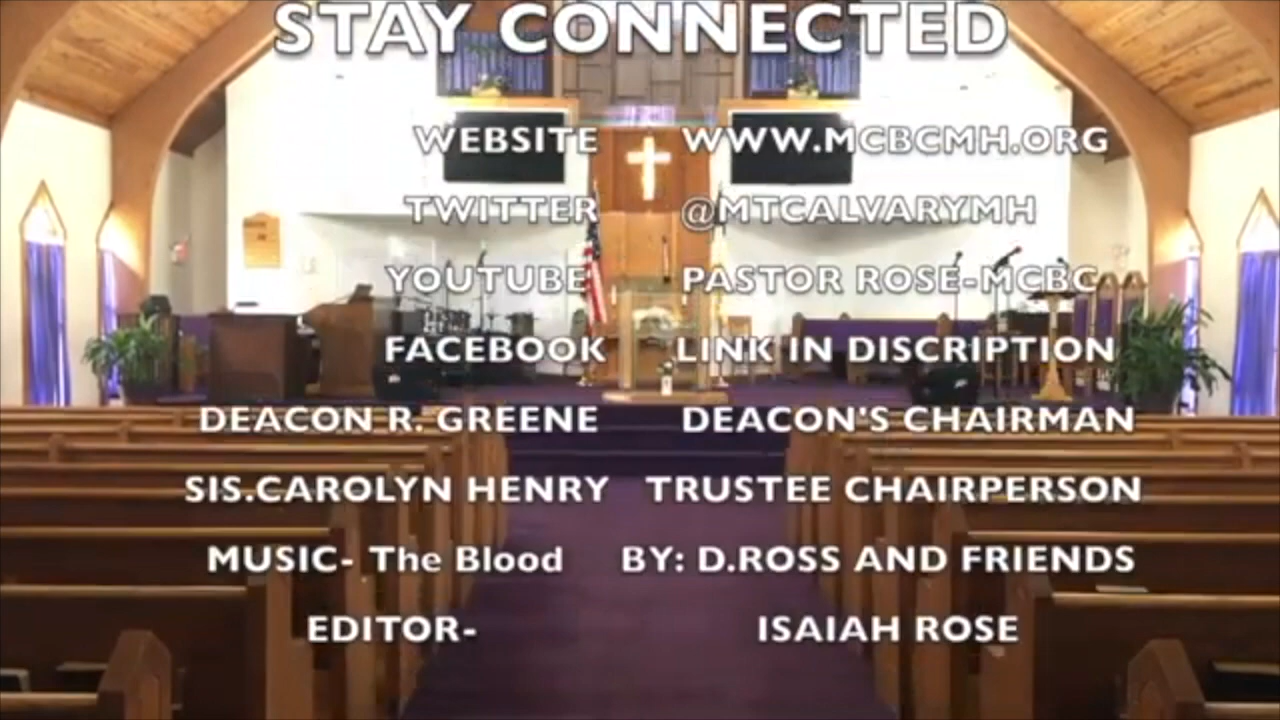 STAY CONNECTED
WEBSITE WWW.MCBCMH.ORG
TWITTER @MTCALVARYMH
YOUTUBE PASTOR ROSE-MCBC
FACEBOOK LINK IN DISCRIPTION
DEACON R. GREENE DEACON'S CHAIRMAN
SIS.CAROLYN HENRY TRUSTEE CHAIRPERSON
MUSIC- The Blood BY: D.ROSS AND FRIENDS
EDITOR- ISAIAH ROSE